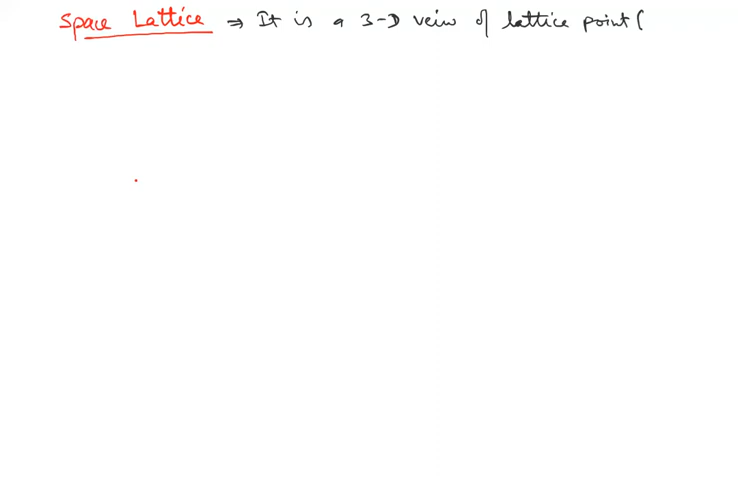 Space Lattice ⇒ It is a 3-D veiw of lattice point (